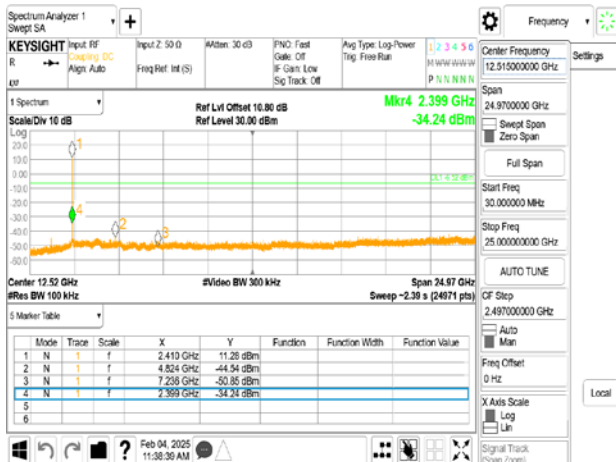 Spectrum Analyzer 1
Swept SA
+
Frequency
Settings
KEYSIGHT
R
Input: RF
Coupling: DC
Align: Auto
Input Z: 50 Ω
Freq Ref: Int (S)
#Atten: 30 dB
PNO: Fast
Gate: Off
IF Gain: Low
Sig Track: Off
Avg Type: Log-Power
Trig: Free Run
1 2 3 4 5 6
M W W W W W
P N N N N N
Center Frequency
12.515000000 GHz
Span
24.9700000 GHz
Swept Span
Zero Span
Full Span
Start Freq
30.000000 MHz
Stop Freq
25.000000000 GHz
AUTO TUNE
CF Step
2.497000000 GHz
Auto
Man
Freq Offset
0 Hz
X Axis Scale
Log
Lin
Signal Track
(Span Zoom)
Local
1 Spectrum
Scale/Div 10 dB
Ref Lvl Offset 10.80 dB
Ref Level 30.00 dBm
Mkr4 2.399 GHz
-34.24 dBm
Log
20.0
10.0
0.00
-10.0
-20.0
-30.0
-40.0
-50.0
-60.0
1
4
2
3
Center 12.52 GHz
#Video BW 300 kHz
Span 24.97 GHz
#Res BW 100 kHz
Sweep ~2.39 s (24971 pts)
5 Marker Table
Mode Trace Scale X Y Function Function Width Function Value
1 N 1 f 2.410 GHz 11.28 dBm
2 N 1 f 4.824 GHz -44.54 dBm
3 N 1 f 7.236 GHz -50.85 dBm
4 N 1 f 2.399 GHz -34.24 dBm
5
6
?
Feb 04, 2025
11:38:39 AM